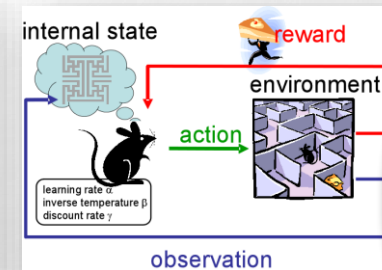 internal state
reward
environment
action
learning rate α
inverse temperature β
discount rate γ
observation